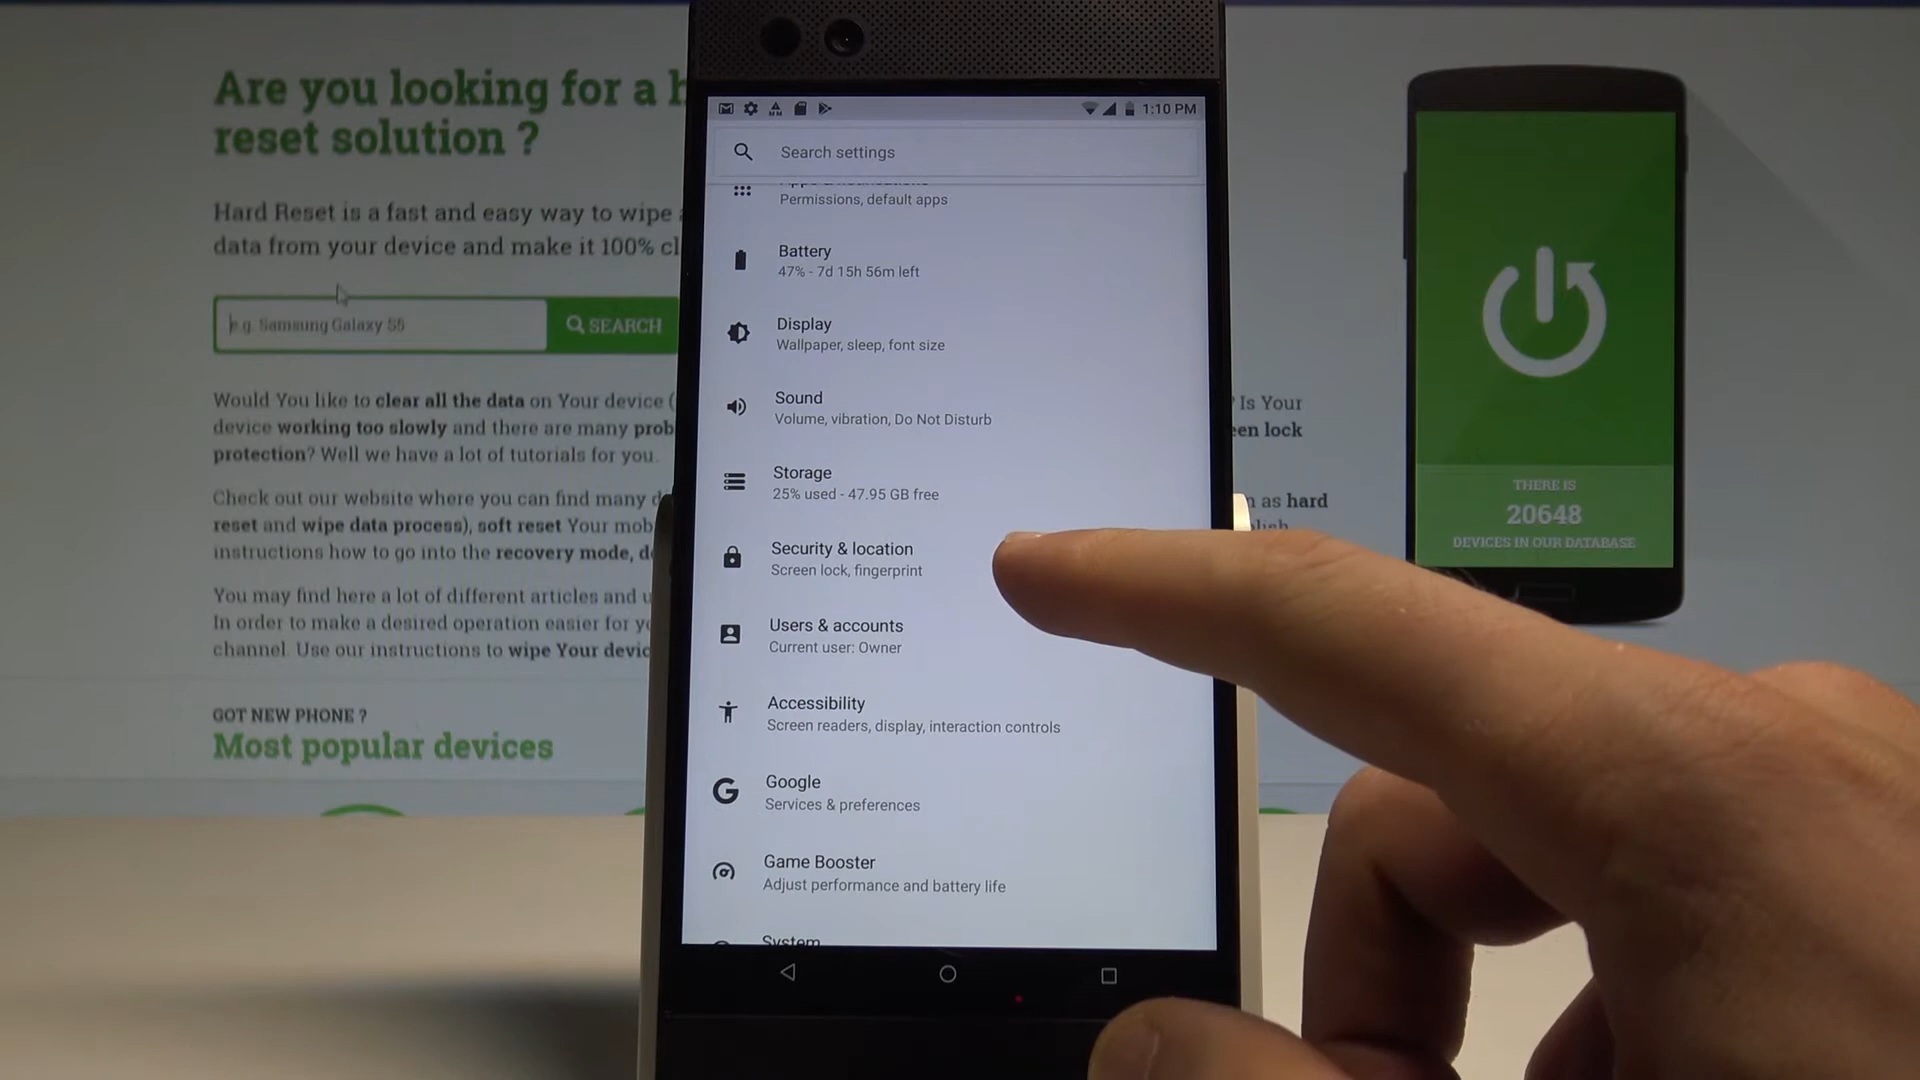 Are you looking for a h
reset solution ?
Hard Reset is a fast and easy way to wipe
data from your device and make it 100% cl
e.g. Samsung Galaxy S5
SEARCH
Would You like to clear all the data on Your device (
device working too slowly and there are many prob
protection? Well we have a lot of tutorials for you.
Check out our website where you can find many d
reset and wipe data process), soft reset Your mob
instructions how to go into the recovery mode, d
You may find here a lot of different articles and u
In order to make a desired operation easier for yo
channel. Use our instructions to wipe Your devic
GOT NEW PHONE ?
Most popular devices
1:10 PM
Search settings
Apps & notifications
Permissions, default apps
Battery
47% - 7d 15h 56m left
Display
Wallpaper, sleep, font size
Sound
Volume, vibration, Do Not Disturb
Storage
25% used - 47.95 GB free
Security & location
Screen lock, fingerprint
Users & accounts
Current user: Owner
Accessibility
Screen readers, display, interaction controls
Google
Services & preferences
Game Booster
Adjust performance and battery life
System
? Is Your
een lock
as hard
THERE IS
20648
DEVICES IN OUR DATABASE